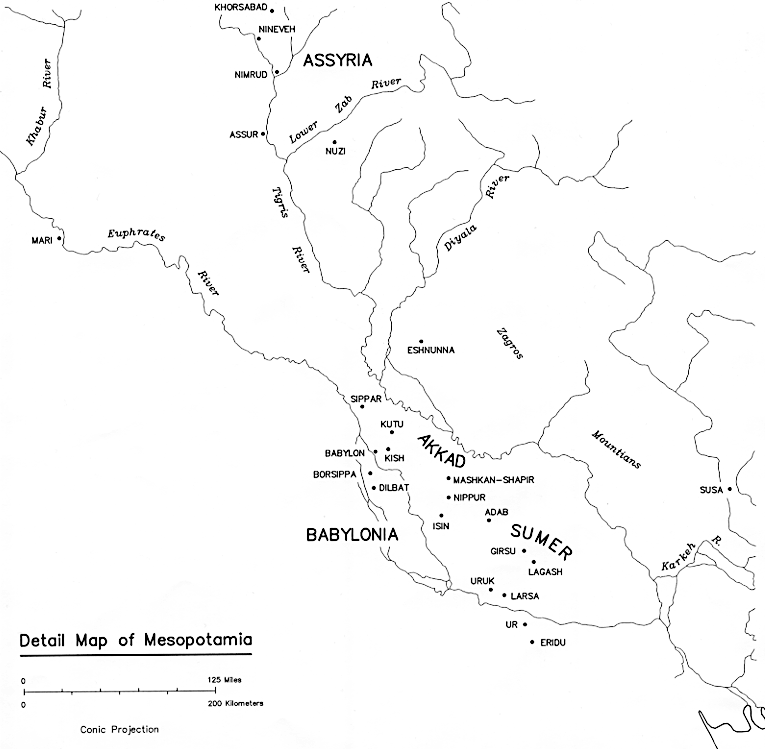 KHORSABAD
NINEVEH
ASSYRIA
NIMRUD
Khabur River
Lower Zab River
ASSUR
NUZI
Tigris River
Diyala River
MARI
Euphrates River
ESHNUNNA
Zagros
SIPPAR
KUTU
AKKAD
Mountians
BABYLON
KISH
BORSIPPA
DILBAT
MASHKAN-SHAPIR
NIPPUR
SUSA
ISIN
ADAB
BABYLONIA
SUMER
GIRSU
LAGASH
Karkeh R.
URUK
LARSA
UR
ERIDU
Detail Map of Mesopotamia
0 125 Miles
0 200 Kilometers
Conic Projection